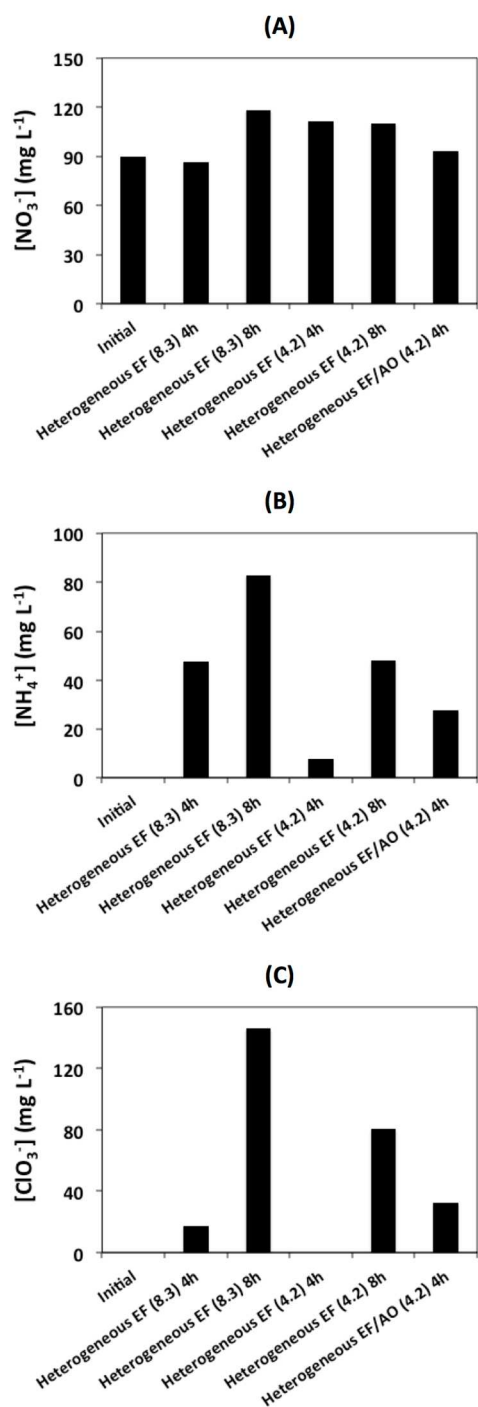 (A)
[NO₃⁻] (mg L⁻¹)
150
120
90
60
30
0
Initial
Heterogeneous EF (8.3) 4h
Heterogeneous EF (8.3) 8h
Heterogeneous EF (4.2) 4h
Heterogeneous EF (4.2) 8h
Heterogeneous EF/AO (4.2) 4h
(B)
[NH₄⁺] (mg L⁻¹)
100
80
60
40
20
0
Initial
Heterogeneous EF (8.3) 4h
Heterogeneous EF (8.3) 8h
Heterogeneous EF (4.2) 4h
Heterogeneous EF (4.2) 8h
Heterogeneous EF/AO (4.2) 4h
(C)
[ClO₃⁻] (mg L⁻¹)
160
120
80
40
0
Initial
Heterogeneous EF (8.3) 4h
Heterogeneous EF (8.3) 8h
Heterogeneous EF (4.2) 4h
Heterogeneous EF (4.2) 8h
Heterogeneous EF/AO (4.2) 4h